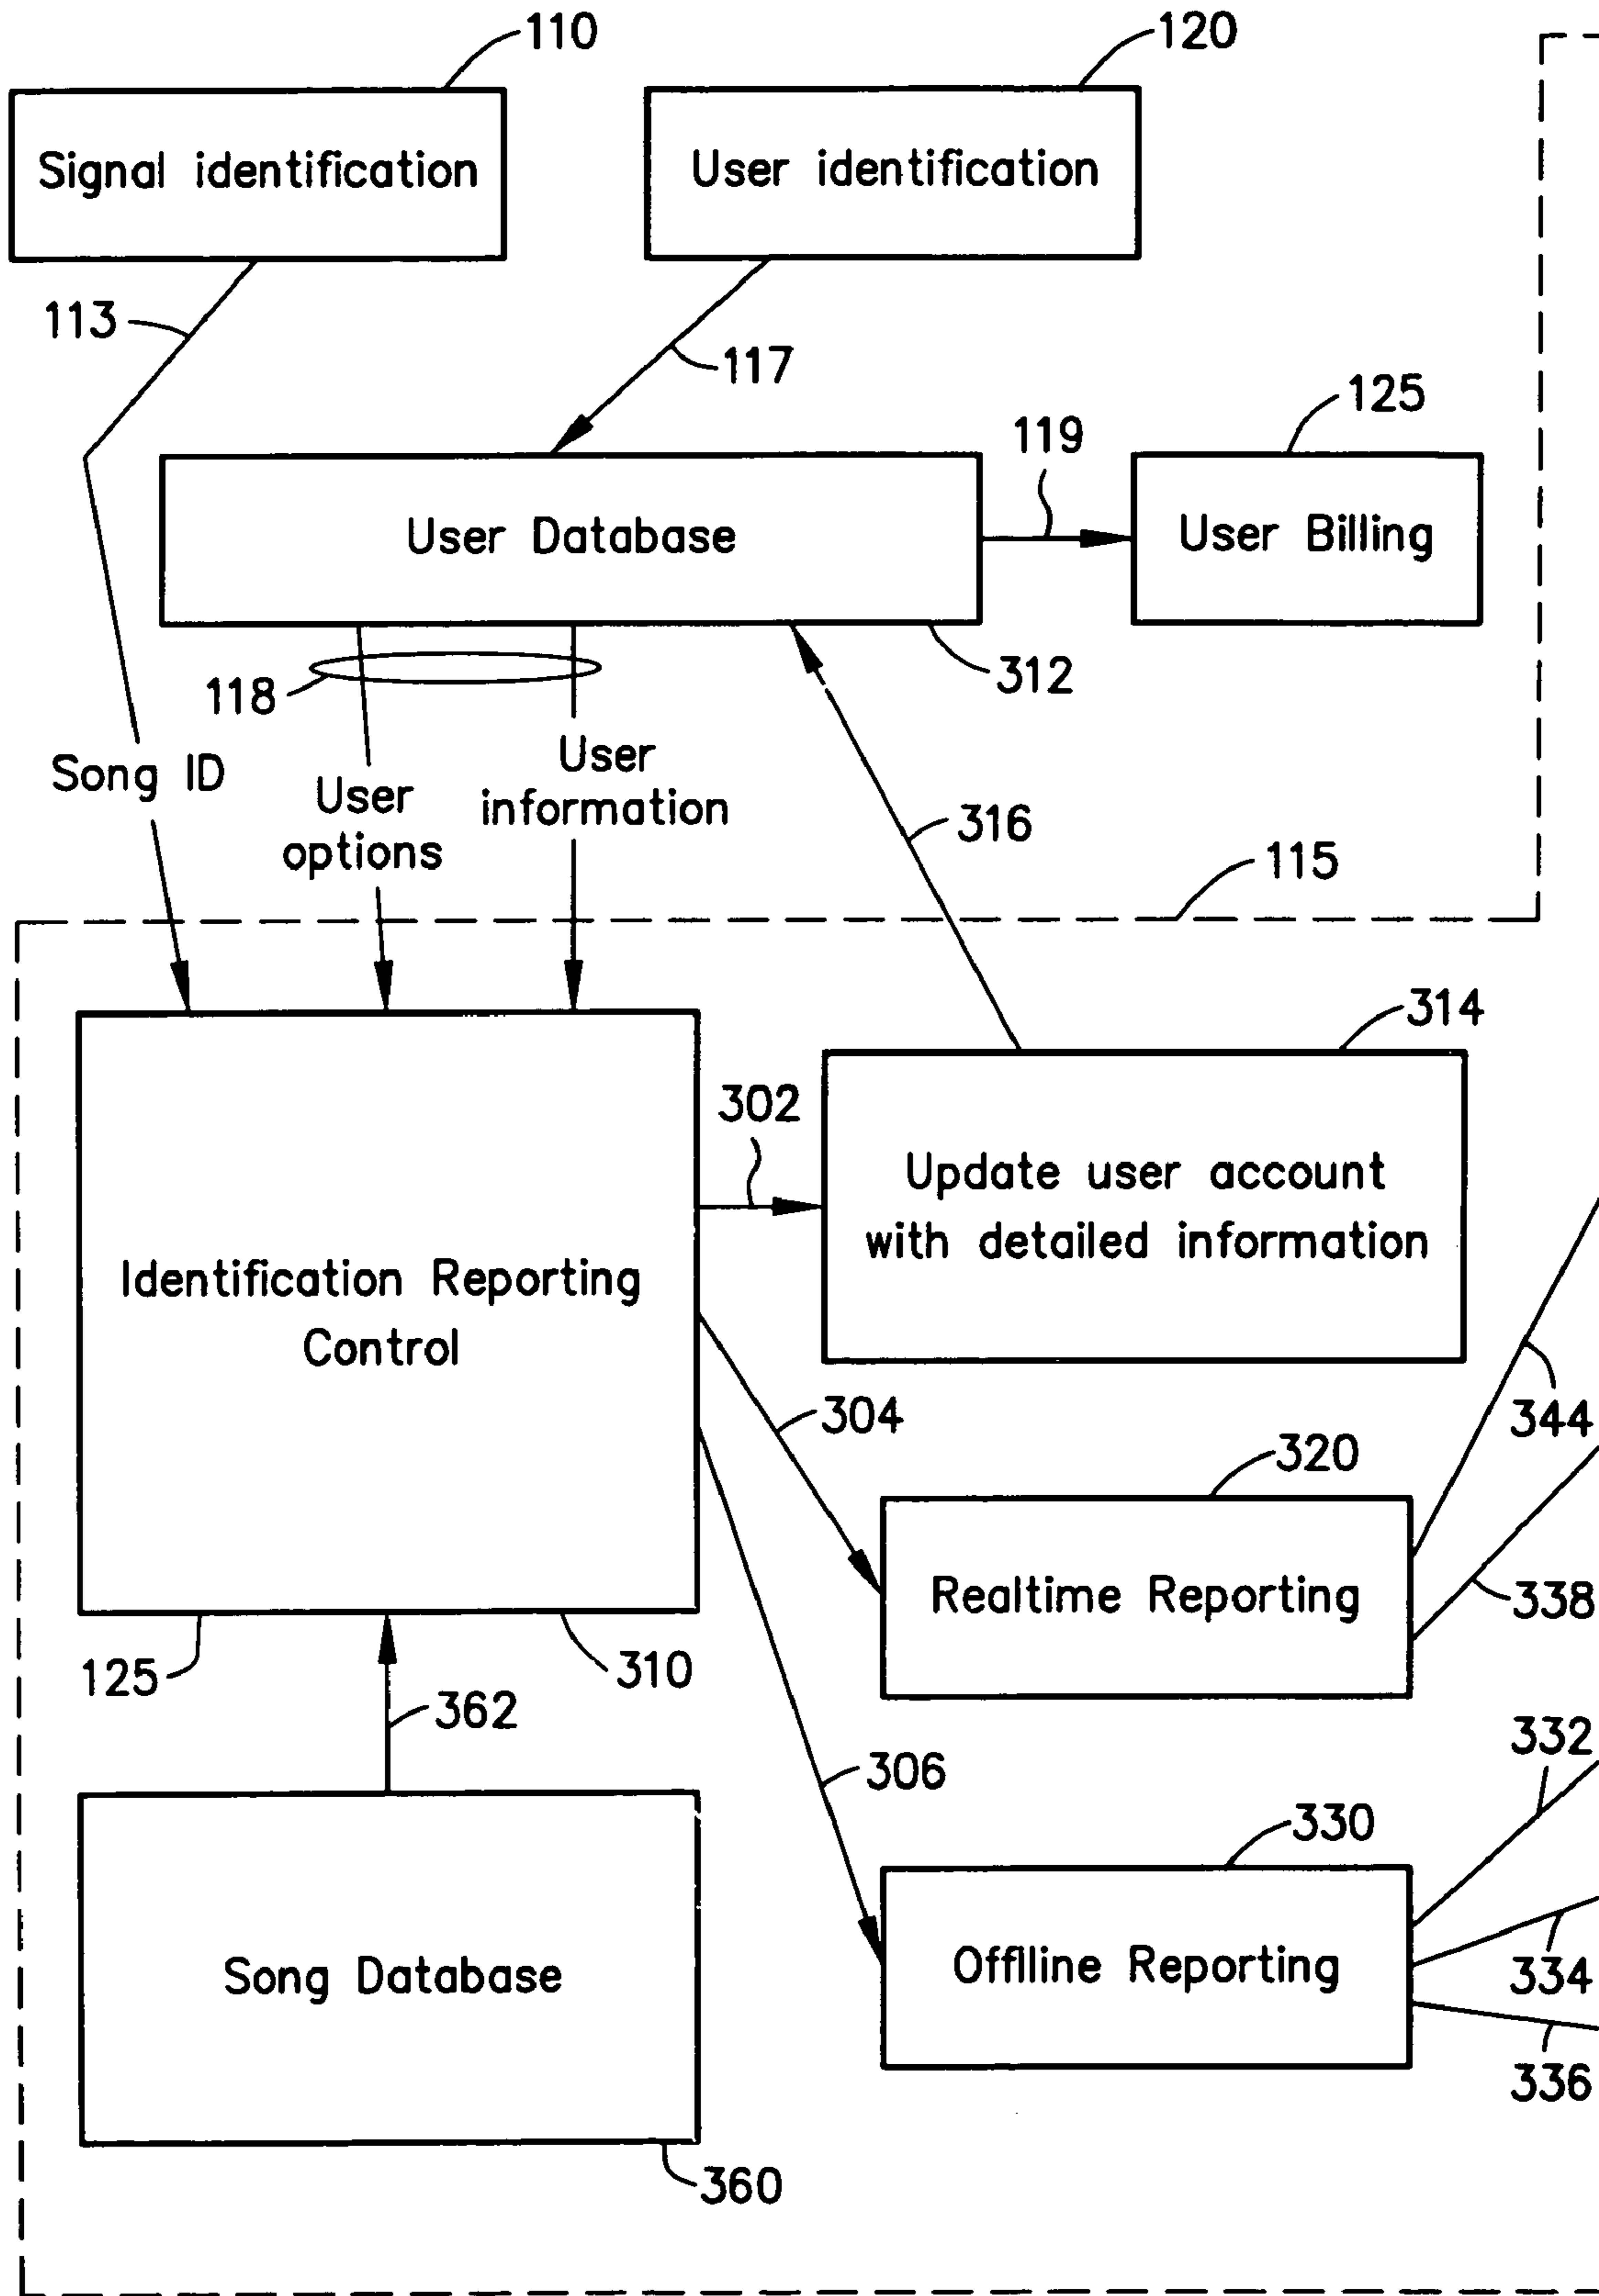 110
120
Signal identification
User identification
113
117
125
119
User Database
User Billing
118
312
Song ID
User
options
User
information
316
115
314
302
Update user account
with detailed information
Identification Reporting
Control
304
344
320
Realtime Reporting
338
125
310
362
332
306
330
Song Database
Offlline Reporting
334
336
360